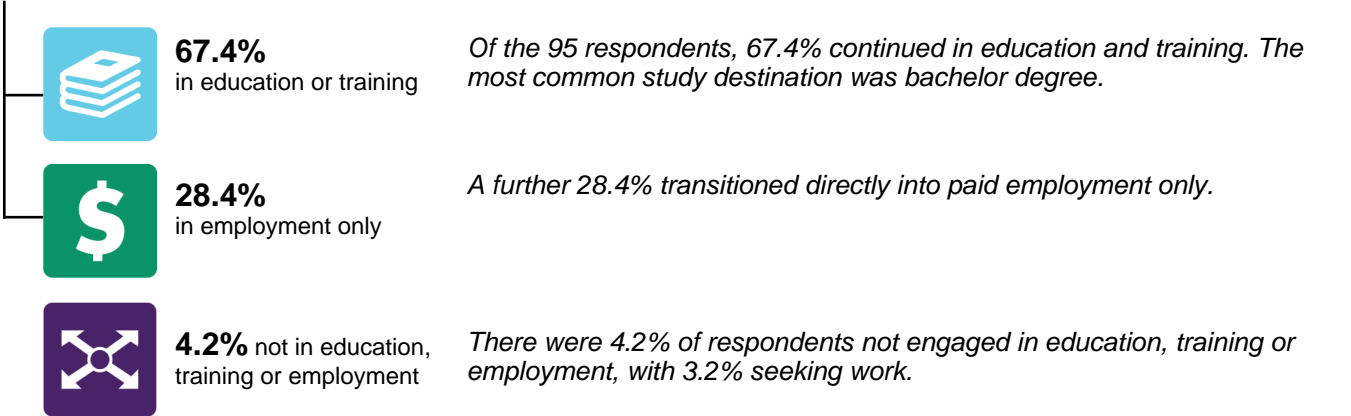 67.4%
in education or training
Of the 95 respondents, 67.4% continued in education and training. The
most common study destination was bachelor degree.
$
28.4%
in employment only
A further 28.4% transitioned directly into paid employment only.
4.2% not in education,
training or employment
There were 4.2% of respondents not engaged in education, training or
employment, with 3.2% seeking work.